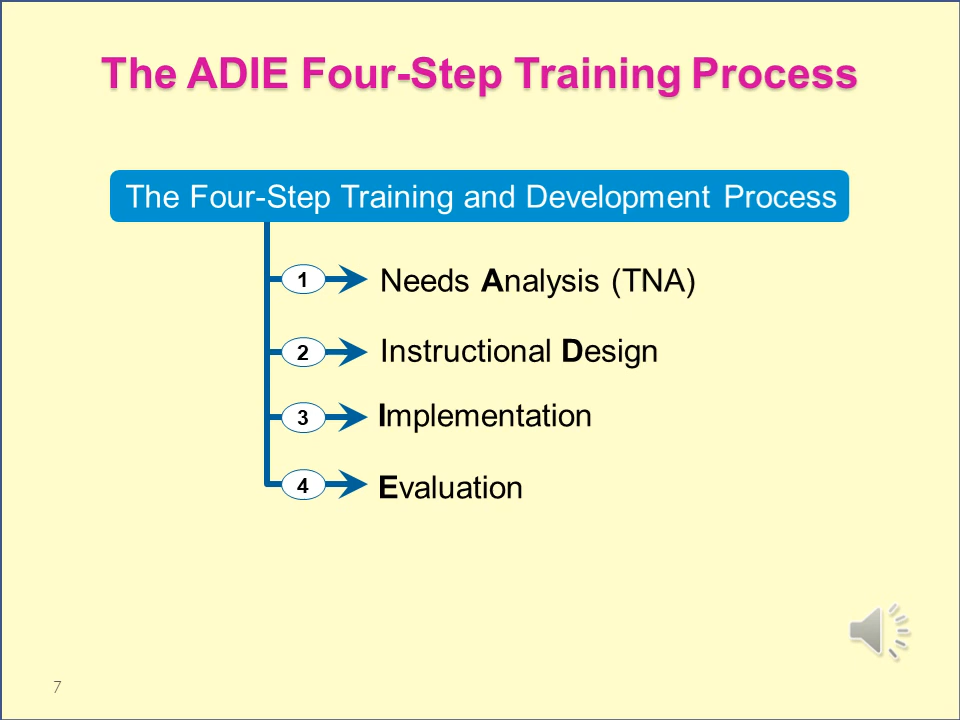 The ADIE Four-Step Training Process
The Four-Step Training and Development Process
1 Needs Analysis (TNA)
2 Instructional Design
3 Implementation
4 Evaluation
7